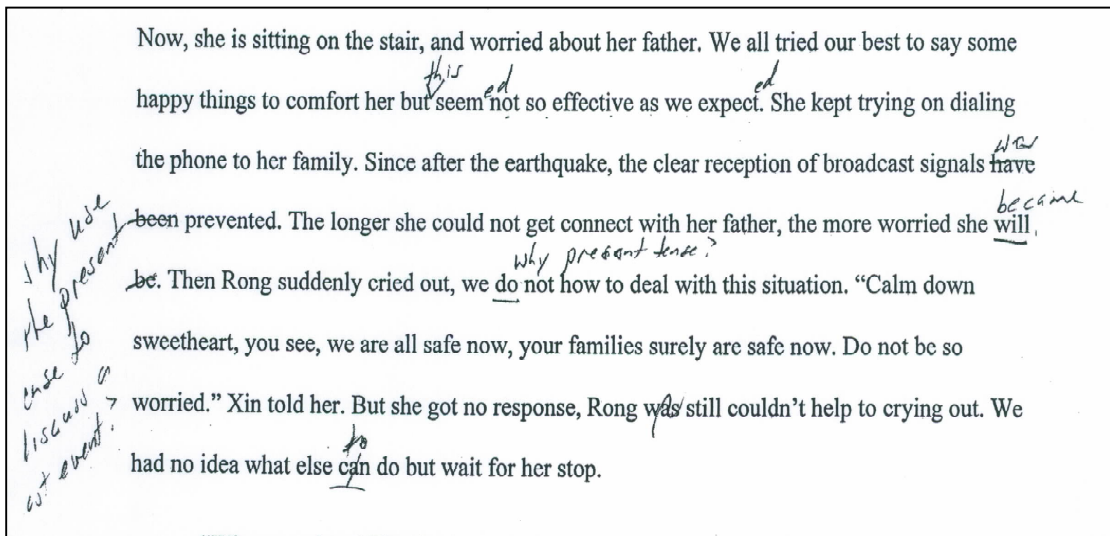 Now, she is sitting on the stair, and worried about her father. We all tried our best to say some
this ed ed
happy things to comfort her but seem not so effective as we expect. She kept trying on dialing
was
the phone to her family. Since after the earthquake, the clear reception of broadcast signals have
became
been prevented. The longer she could not get connect with her father, the more worried she will
why present tense?
be. Then Rong suddenly cried out, we do not how to deal with this situation. “Calm down
sweetheart, you see, we are all safe now, your families surely are safe now. Do not be so
worried.” Xin told her. But she got no response, Rong was still couldn’t help to crying out. We
to
had no idea what else can do but wait for her stop.
why use
the present
ense to
discuss a
event?